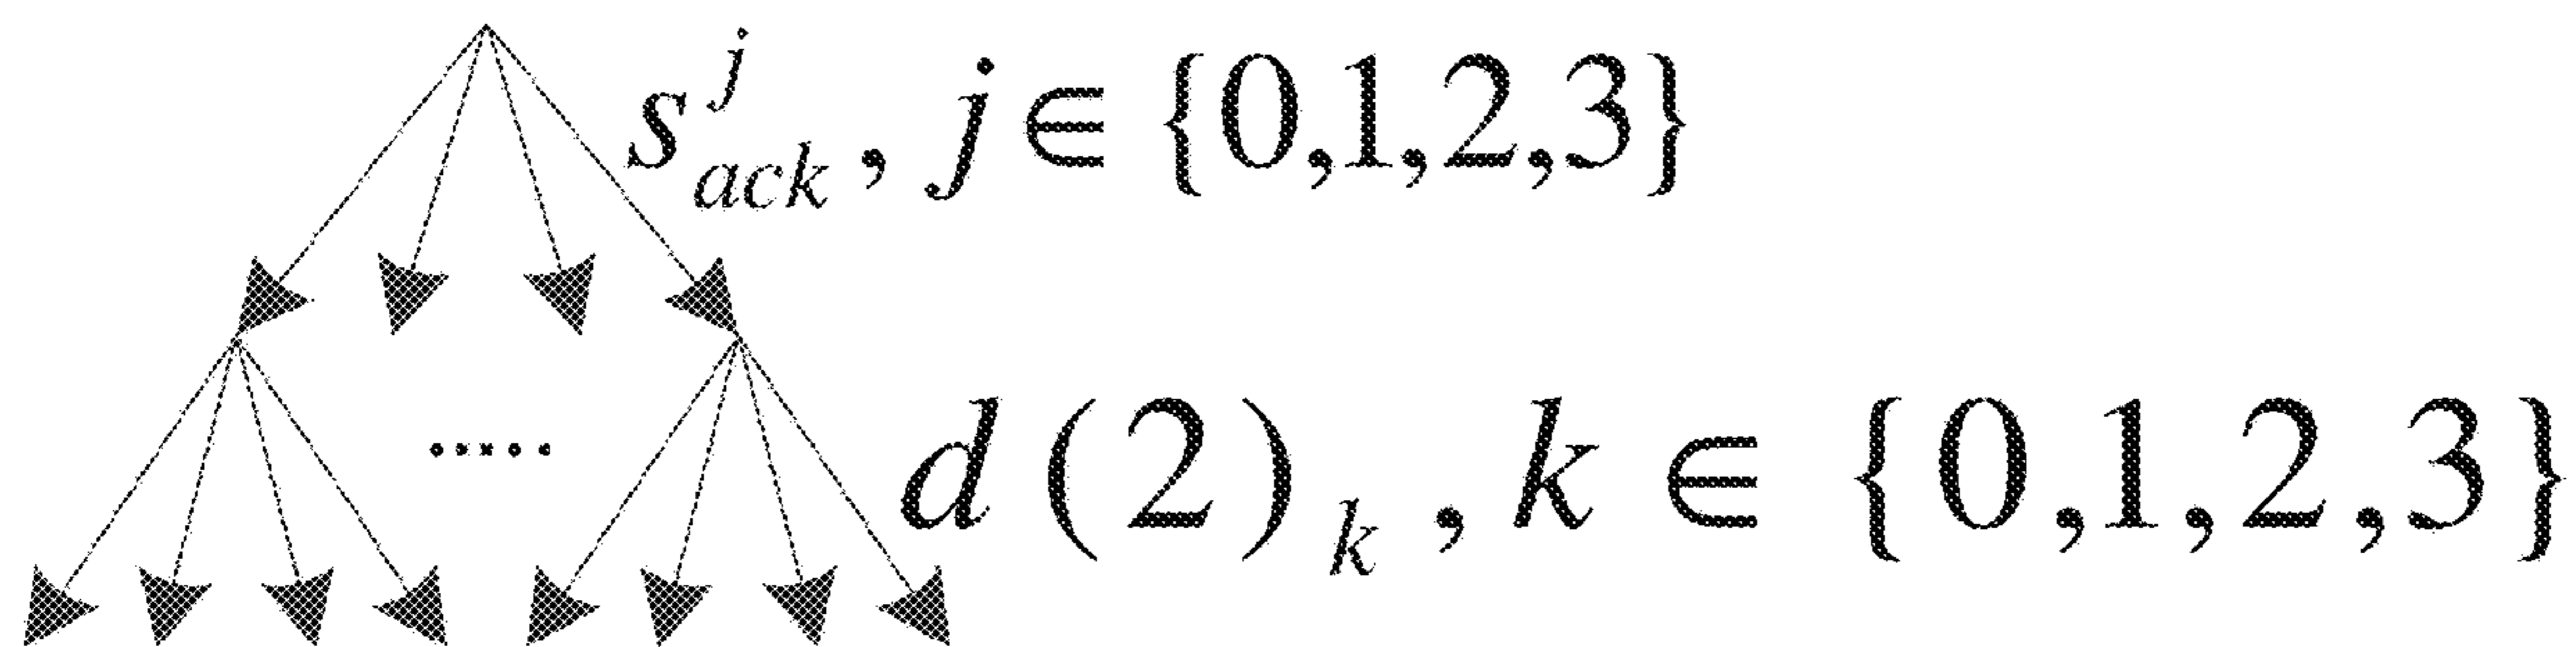 s^j_ack, j ∈ {0,1,2,3}
d(2)_k, k ∈ {0,1,2,3}